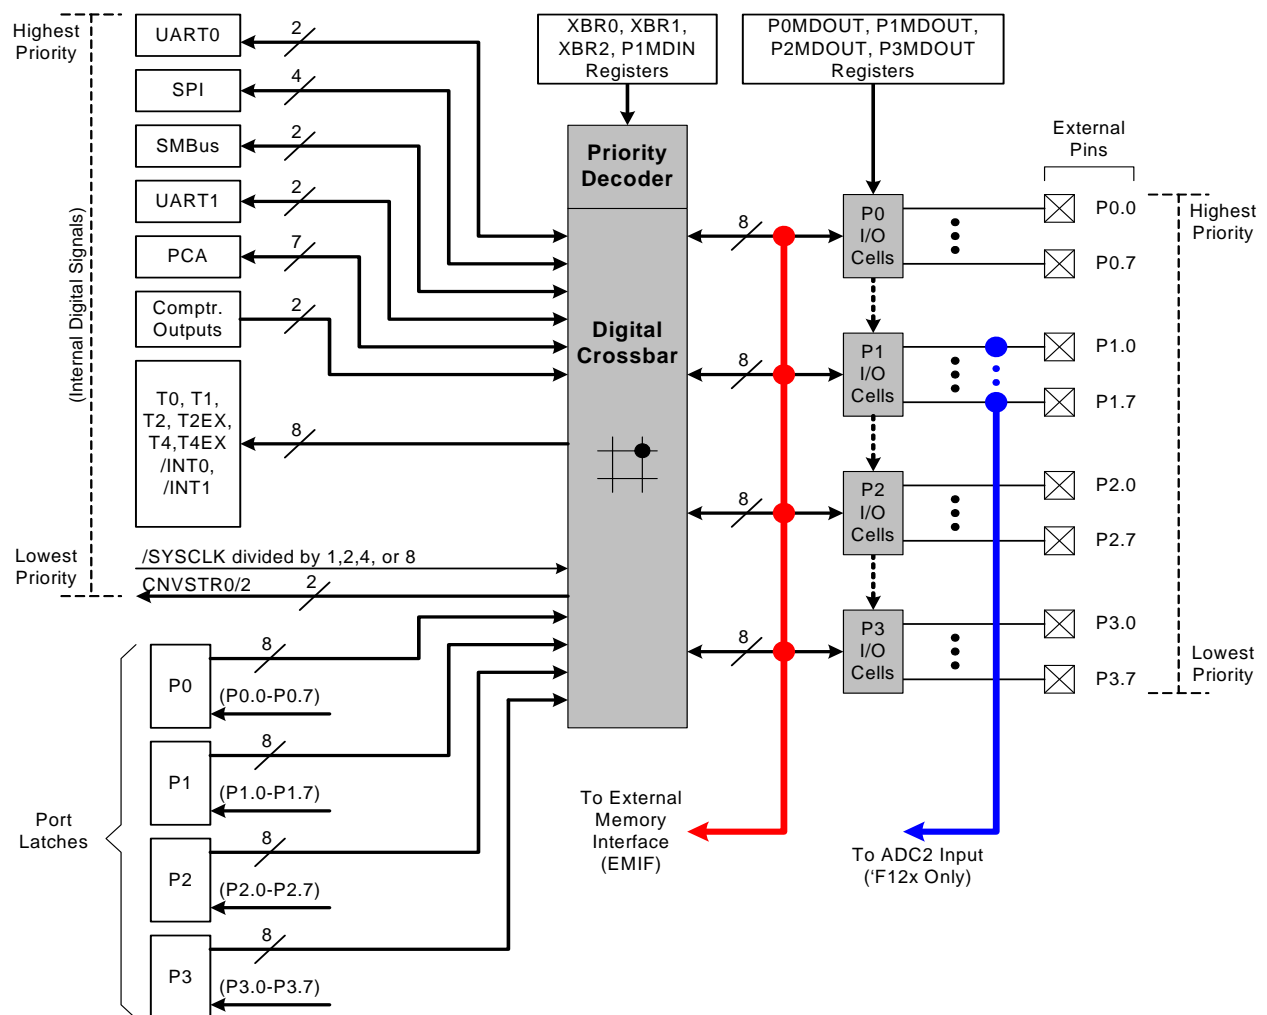 Highest
Priority
UART0
2
SPI
4
SMBus
2
UART1
2
PCA
7
Comptr.
Outputs
2
T0, T1,
T2, T2EX,
T4,T4EX
/INT0,
/INT1
8
(Internal Digital Signals)
Lowest
Priority
/SYSCLK divided by 1,2,4, or 8
CNVSTR0/2
2
Port
Latches
P0
8
(P0.0-P0.7)
P1
8
(P1.0-P1.7)
P2
8
(P2.0-P2.7)
P3
8
(P3.0-P3.7)
XBR0, XBR1,
XBR2, P1MDIN
Registers
Priority
Decoder
Digital
Crossbar
P0MDOUT, P1MDOUT,
P2MDOUT, P3MDOUT
Registers
8
P0
I/O
Cells
8
P1
I/O
Cells
8
P2
I/O
Cells
8
P3
I/O
Cells
External
Pins
P0.0
P0.7
P1.0
P1.7
P2.0
P2.7
P3.0
P3.7
Highest
Priority
Lowest
Priority
To External
Memory
Interface
(EMIF)
To ADC2 Input
(‘F12x Only)